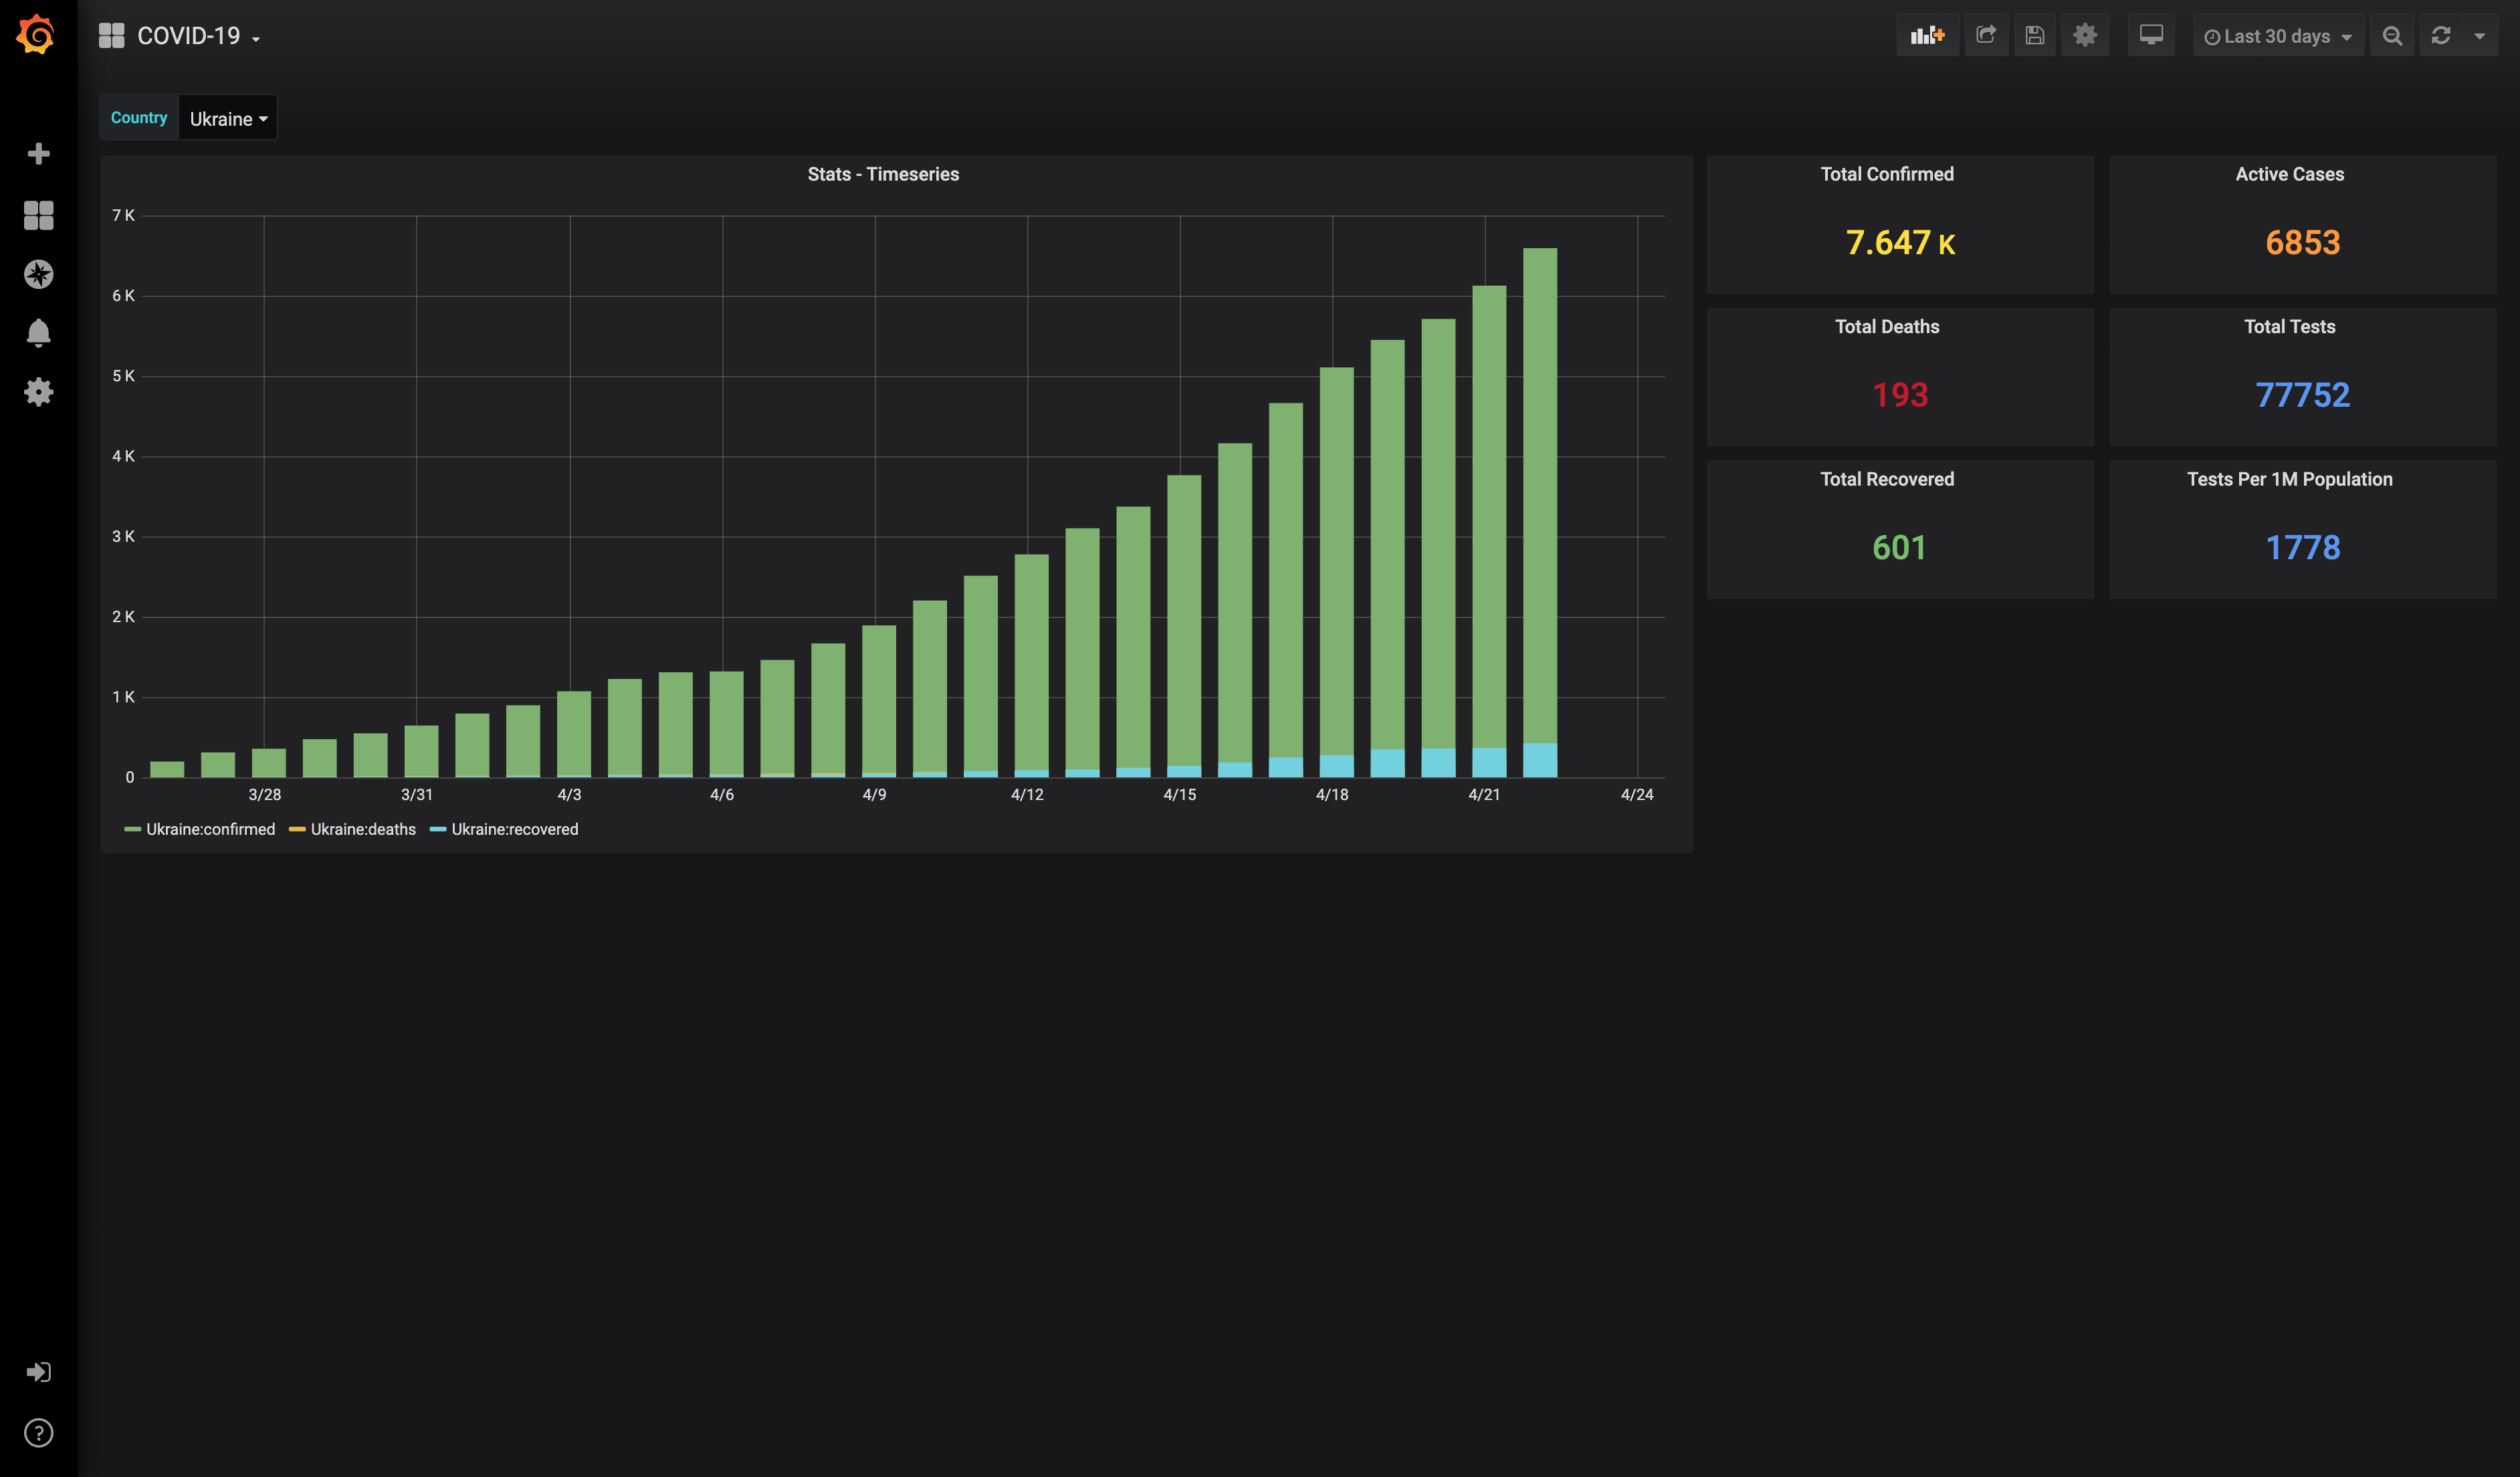 COVID-19
Last 30 days
Country Ukraine
Stats - Timeseries
7 K
6 K
5 K
4 K
3 K
2 K
1 K
0
3/28 3/31 4/3 4/6 4/9 4/12 4/15 4/18 4/21 4/24
Ukraine:confirmed Ukraine:deaths Ukraine:recovered
Total Confirmed
7.647 K
Active Cases
6853
Total Deaths
193
Total Tests
77752
Total Recovered
601
Tests Per 1M Population
1778
?